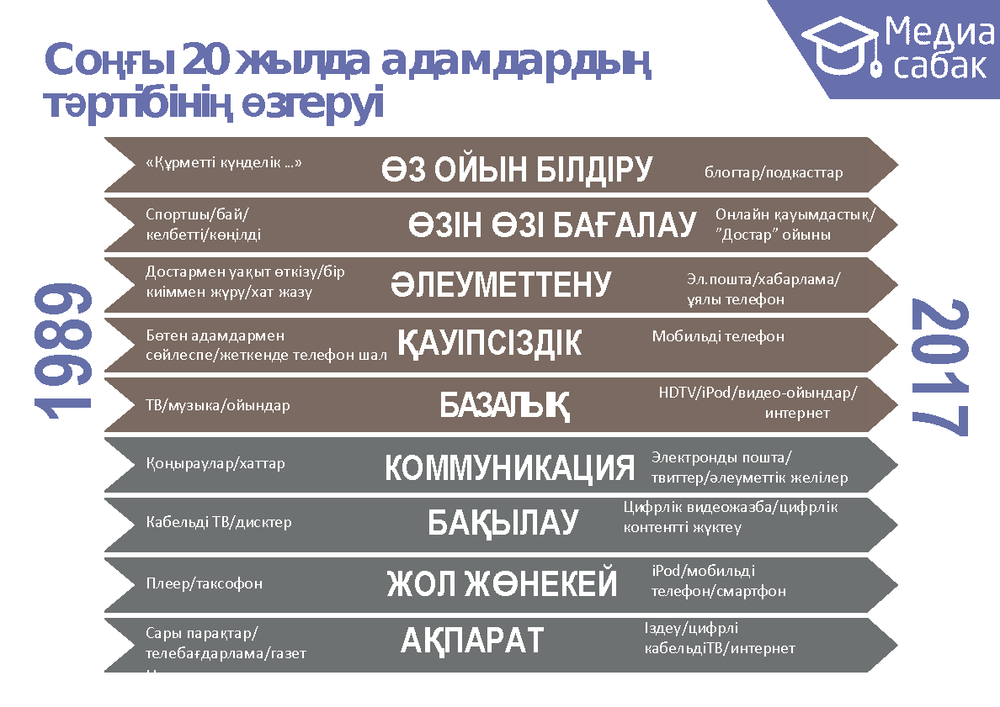 Медиа
сабак
Соңғы 20 жылда адамдардың
тәртібінің өзгеруі
1989
2017
«Құрметті күнделік ...»
ӨЗ ОЙЫН БІЛДІРУ
блогтар/подкасттар
Спортшы/бай/
келбетті/көңілді
ӨЗІН ӨЗІ БАҒАЛАУ
Онлайн қауымдастық/
”Достар” ойыны
Достармен уақыт өткізу/бір
киіммен жүру/хат жазу
ӘЛЕУМЕТТЕНУ
Эл.пошта/хабарлама/
ұялы телефон
Бөтен адамдармен
сөйлеспе/жеткенде телефон шал
ҚАУІПСІЗДІК
Мобильді телефон
ТВ/музыка/ойындар
БАЗАЛЫҚ
HDTV/iPod/видео-ойындар/
интернет
Қоңыраулар/хаттар
КОММУНИКАЦИЯ
Электронды пошта/
твиттер/әлеуметтік желілер
Кабельді ТВ/дисктер
БАҚЫЛАУ
Цифрлік видеожазба/цифрлік
контентті жүктеу
Плеер/таксофон
ЖОЛ ЖӨНЕКЕЙ
iPod/мобильді
телефон/смартфон
Сары парақтар/
телебағдарлама/газет
АҚПАРАТ
Іздеу/цифрлі
кабельдіТВ/интернет